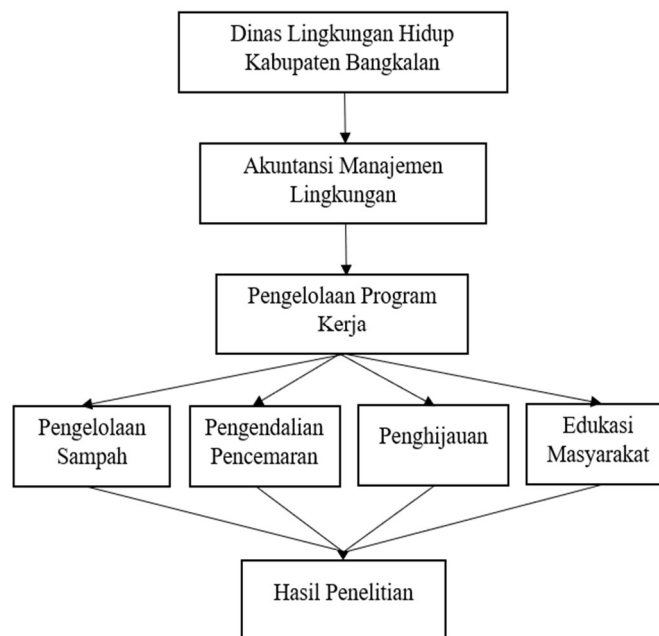 Dinas Lingkungan Hidup
Kabupaten Bangkalan
Akuntansi Manajemen
Lingkungan
Pengelolaan Program
Kerja
Pengelolaan
Sampah
Pengendalian
Pencemaran
Penghijauan
Edukasi
Masyarakat
Hasil Penelitian